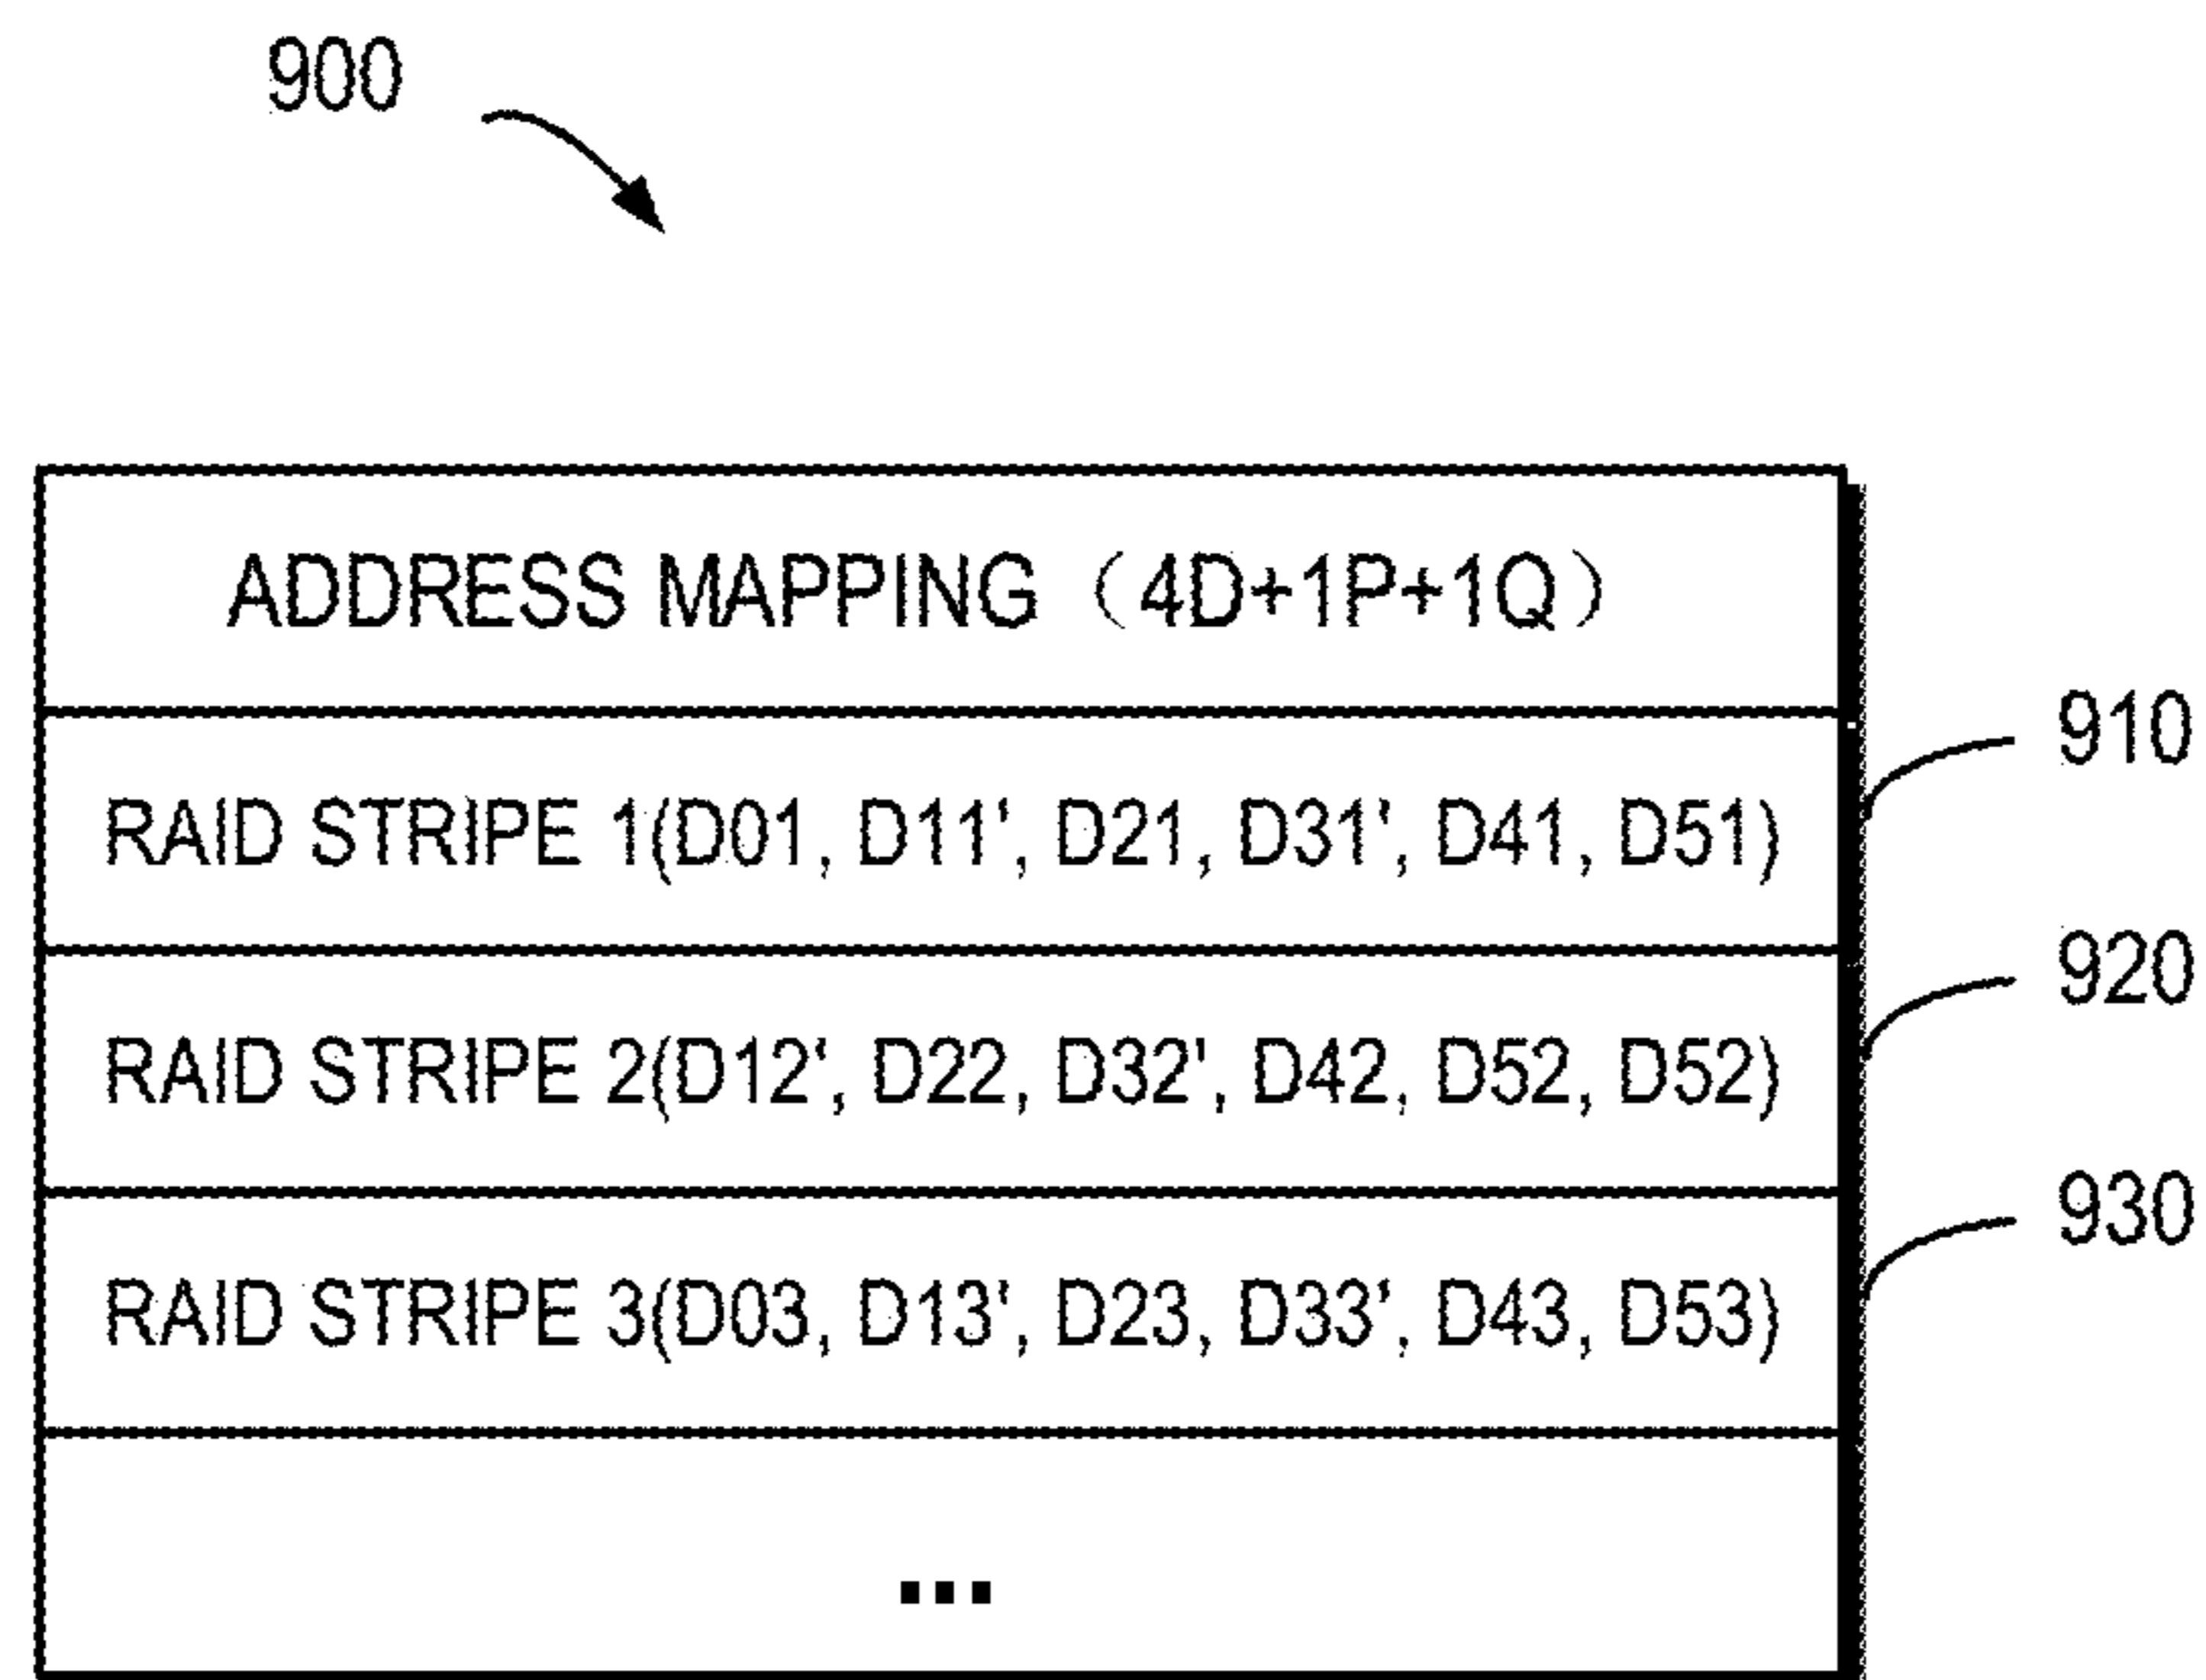 900
ADDRESS MAPPING（4D+1P+1Q）
910
RAID STRIPE 1(D01, D11', D21, D31', D41, D51)
920
RAID STRIPE 2(D12', D22, D32', D42, D52, D52)
930
RAID STRIPE 3(D03, D13', D23, D33', D43, D53)
...